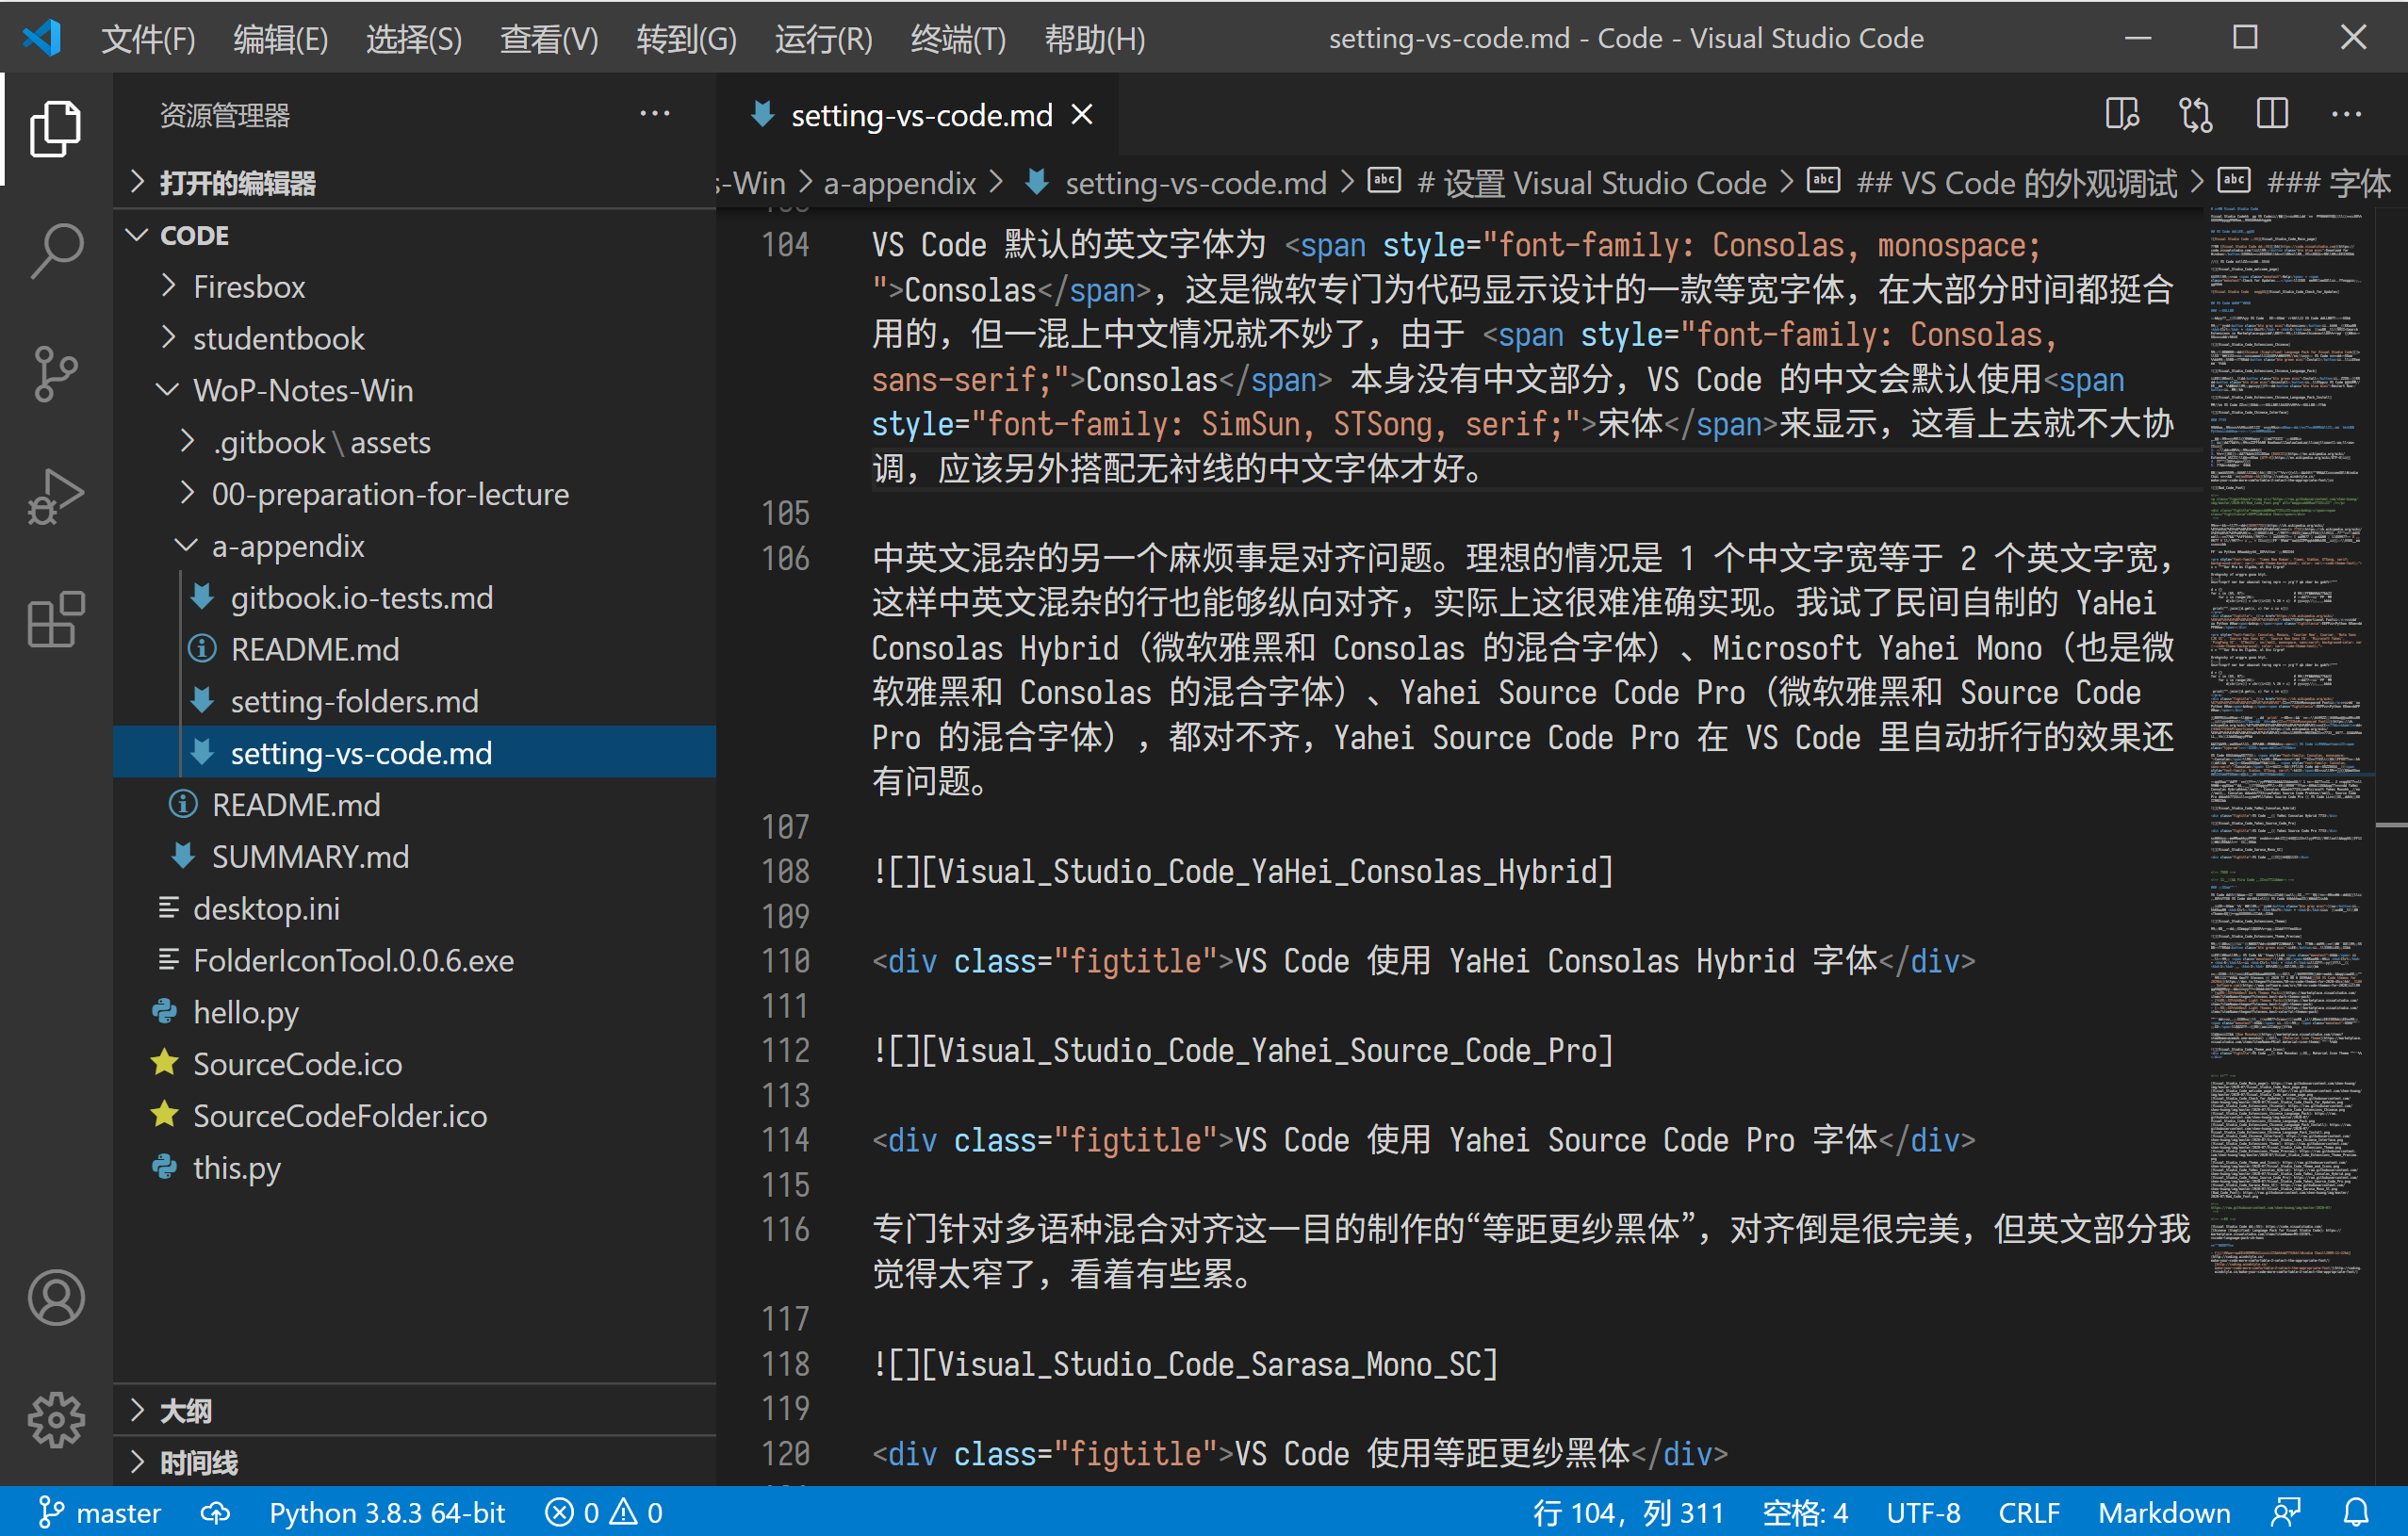 文件(F) 编辑(E) 选择(S) 查看(V) 转到(G) 运行(R) 终端(T) 帮助(H) setting-vs-code.md - Code - Visual Studio Code
资源管理器
打开的编辑器
CODE
Firesbox
studentbook
WoP-Notes-Win
.gitbook \ assets
00-preparation-for-lecture
a-appendix
gitbook.io-tests.md
README.md
setting-folders.md
setting-vs-code.md
README.md
SUMMARY.md
desktop.ini
FolderIconTool.0.0.6.exe
hello.py
SourceCode.ico
SourceCodeFolder.ico
this.py
大纲
时间线
setting-vs-code.md
s-Win > a-appendix > setting-vs-code.md > # 设置 Visual Studio Code > ## VS Code 的外观调试 > ### 字体
104 VS Code 默认的英文字体为 <span style="font-family: Consolas, monospace;
">Consolas</span>，这是微软专门为代码显示设计的一款等宽字体，在大部分时间都挺合
用的，但一混上中文情况就不妙了，由于 <span style="font-family: Consolas,
sans-serif;">Consolas</span> 本身没有中文部分，VS Code 的中文会默认使用<span
style="font-family: SimSun, STSong, serif;">宋体</span>来显示，这看上去就不大协
调，应该另外搭配无衬线的中文字体才好。
105
106 中英文混杂的另一个麻烦事是对齐问题。理想的情况是 1 个中文字宽等于 2 个英文字宽，
这样中英文混杂的行也能够纵向对齐，实际上这很难准确实现。我试了民间自制的 YaHei
Consolas Hybrid（微软雅黑和 Consolas 的混合字体）、Microsoft Yahei Mono（也是微
软雅黑和 Consolas 的混合字体）、Yahei Source Code Pro（微软雅黑和 Source Code
Pro 的混合字体），都对不齐，Yahei Source Code Pro 在 VS Code 里自动折行的效果还
有问题。
107
108 ![][Visual_Studio_Code_YaHei_Consolas_Hybrid]
109
110 <div class="figtitle">VS Code 使用 YaHei Consolas Hybrid 字体</div>
111
112 ![][Visual_Studio_Code_Yahei_Source_Code_Pro]
113
114 <div class="figtitle">VS Code 使用 Yahei Source Code Pro 字体</div>
115
116 专门针对多语种混合对齐这一目的制作的“等距更纱黑体”，对齐倒是很完美，但英文部分我
觉得太窄了，看着有些累。
117
118 ![][Visual_Studio_Code_Sarasa_Mono_SC]
119
120 <div class="figtitle">VS Code 使用等距更纱黑体</div>
master Python 3.8.3 64-bit 0 0 行 104，列 311 空格: 4 UTF-8 CRLF Markdown